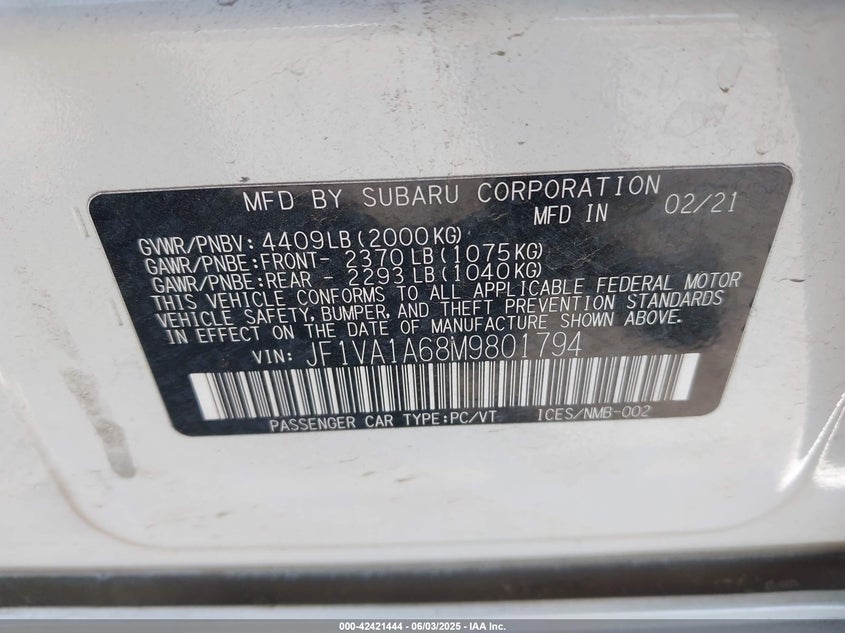 MFD BY SUBARU CORPORATION
MFD IN 02/21
GVWR/PNBV: 4409LB(2000KG)
GAWR/PNBE:FRONT- 2370LB(1075KG)
GAWR/PNBE:REAR - 2293LB(1040KG)
THIS VEHICLE CONFORMS TO ALL APPLICABLE FEDERAL MOTOR
VEHICLE SAFETY, BUMPER, AND THEFT PREVENTION STANDARDS
IN EFFECT ON THE DATE OF MANUFACTURE SHOWN ABOVE.
VIN: JF1VA1A68M9801794
PASSENGER CAR TYPE:PC/VT ICES/NMB-002
000-42421444 | 06/03/2025 - IAA Inc.